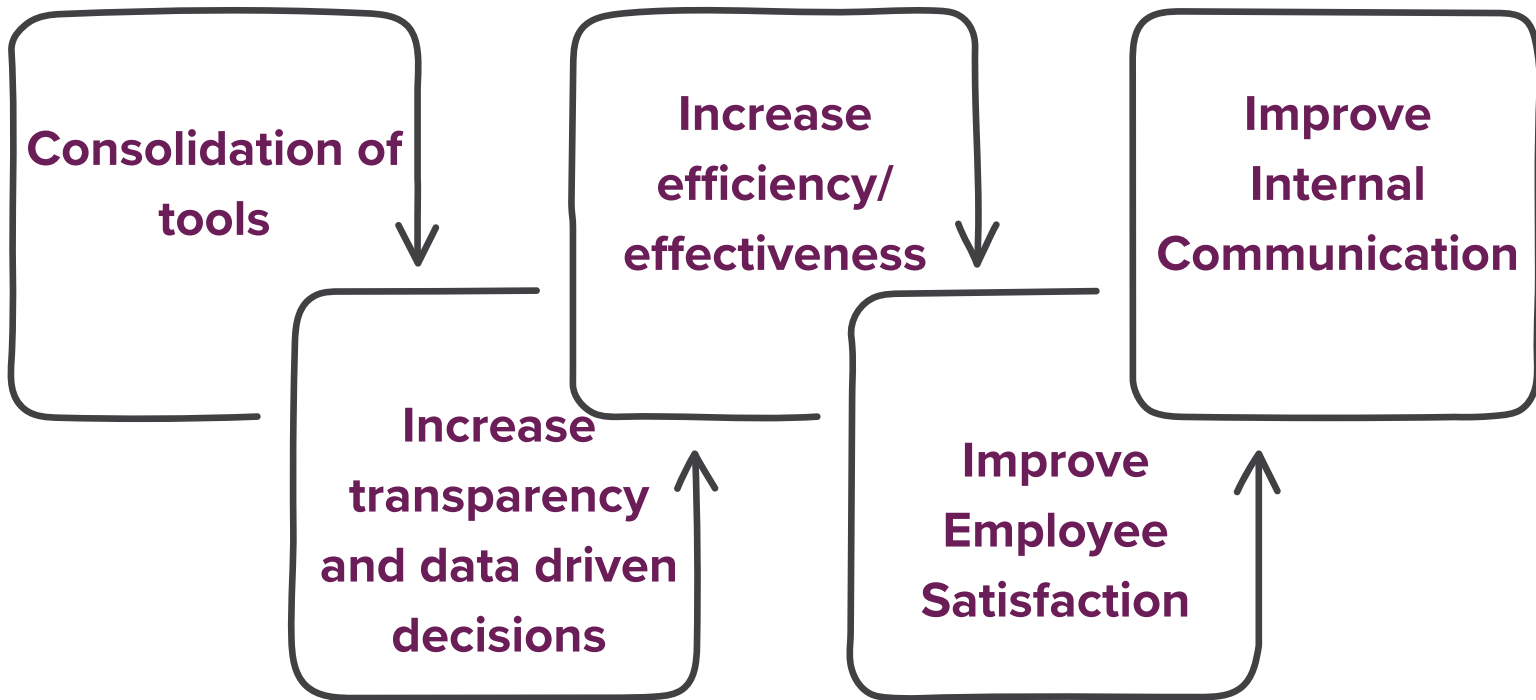 Consolidation of
tools
Increase
transparency
and data driven
decisions
Increase
efficiency/
effectiveness
Improve
Employee
Satisfaction
Improve
Internal
Communication